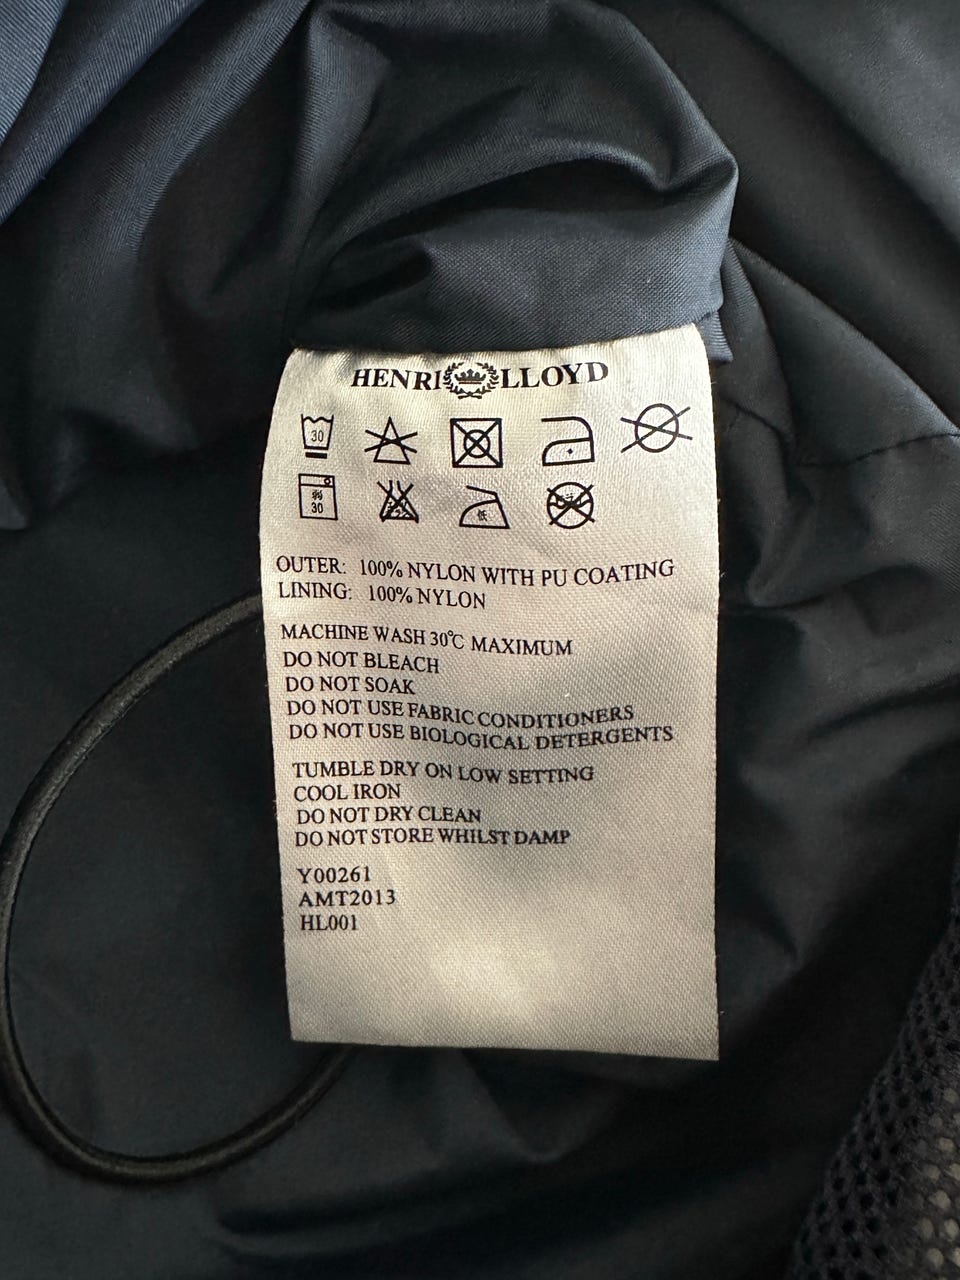 HENRI LLOYD
30
弱
30
低
OUTER: 100% NYLON WITH PU COATING
LINING: 100% NYLON
MACHINE WASH 30℃ MAXIMUM
DO NOT BLEACH
DO NOT SOAK
DO NOT USE FABRIC CONDITIONERS
DO NOT USE BIOLOGICAL DETERGENTS
TUMBLE DRY ON LOW SETTING
COOL IRON
DO NOT DRY CLEAN
DO NOT STORE WHILST DAMP
Y00261
AMT2013
HL001